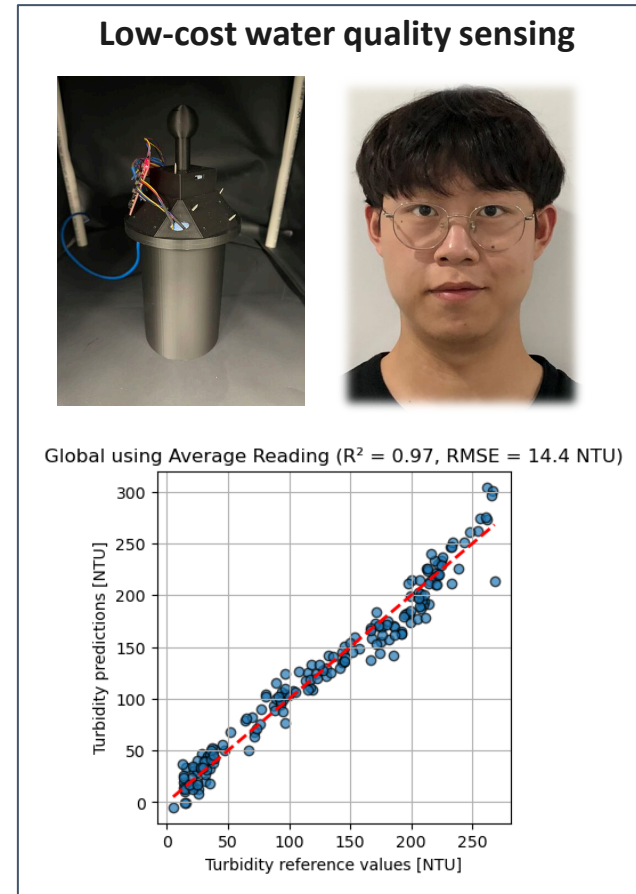 Low-cost water quality sensing
Global using Average Reading (R² = 0.97, RMSE = 14.4 NTU)
300
250
200
150
100
50
0
Turbidity predictions [NTU]
0 50 100 150 200 250
Turbidity reference values [NTU]